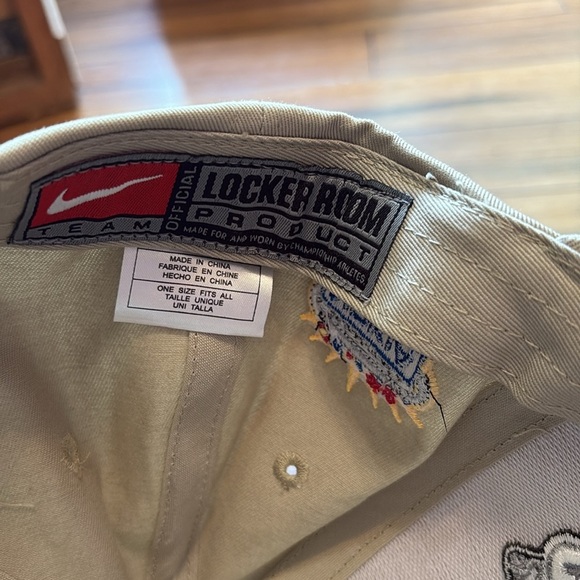 OFFICIAL
LOCKER ROOM
PRODUCT
TEAM
MADE FOR AND WORN BY CHAMPIONSHIP ATHLETES
MADE IN CHINA
FABRIQUE EN CHINE
HECHO EN CHINA
ONE SIZE FITS ALL
TAILLE UNIQUE
UNI TALLA